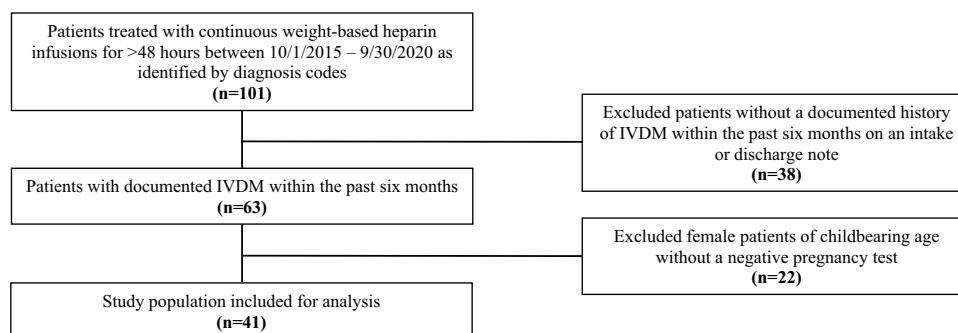 Patients treated with continuous weight-based heparin
infusions for >48 hours between 10/1/2015 – 9/30/2020 as
identified by diagnosis codes
(n=101)
Excluded patients without a documented history
of IVDM within the past six months on an intake
or discharge note
(n=38)
Patients with documented IVDM within the past six months
(n=63)
Excluded female patients of childbearing age
without a negative pregnancy test
(n=22)
Study population included for analysis
(n=41)